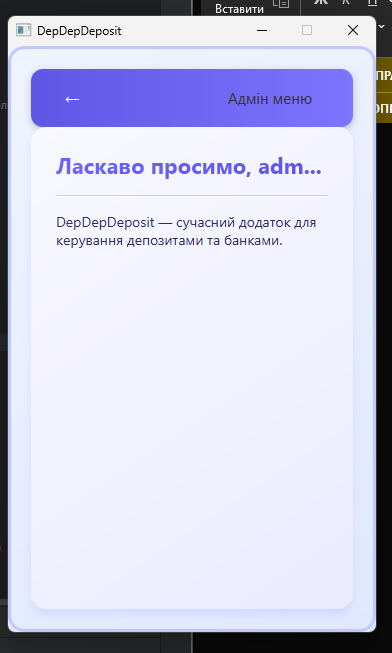 Вставити
DepDepDeposit
← Адмін меню
Ласкаво просимо, adm...
DepDepDeposit — сучасний додаток для
керування депозитами та банками.